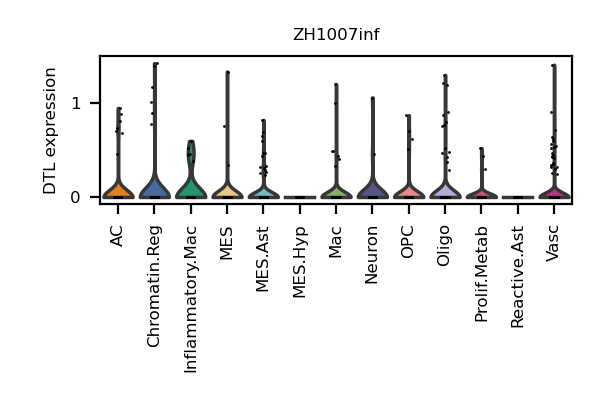 ZH1007inf
DTL expression
1
0
AC
Chromatin.Reg
Inflammatory.Mac
MES
MES.Ast
MES.Hyp
Mac
Neuron
OPC
Oligo
Prolif.Metab
Reactive.Ast
Vasc